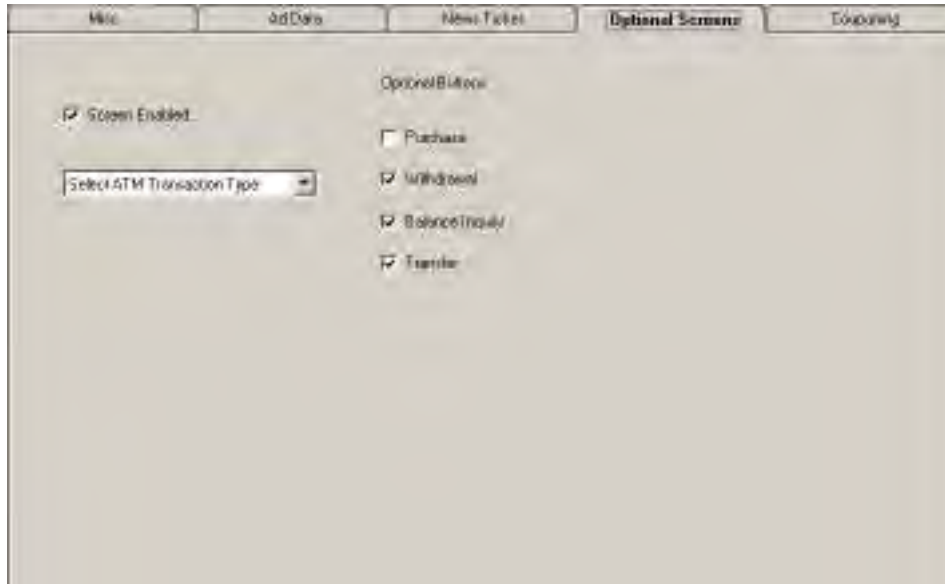 Misc. Ad Data News Ticker Optional Screens Couponing
Optional Buttons
Screen Enabled
Purchase
Select ATM Transaction Type
Withdrawal
Balance Inquiry
Transfer